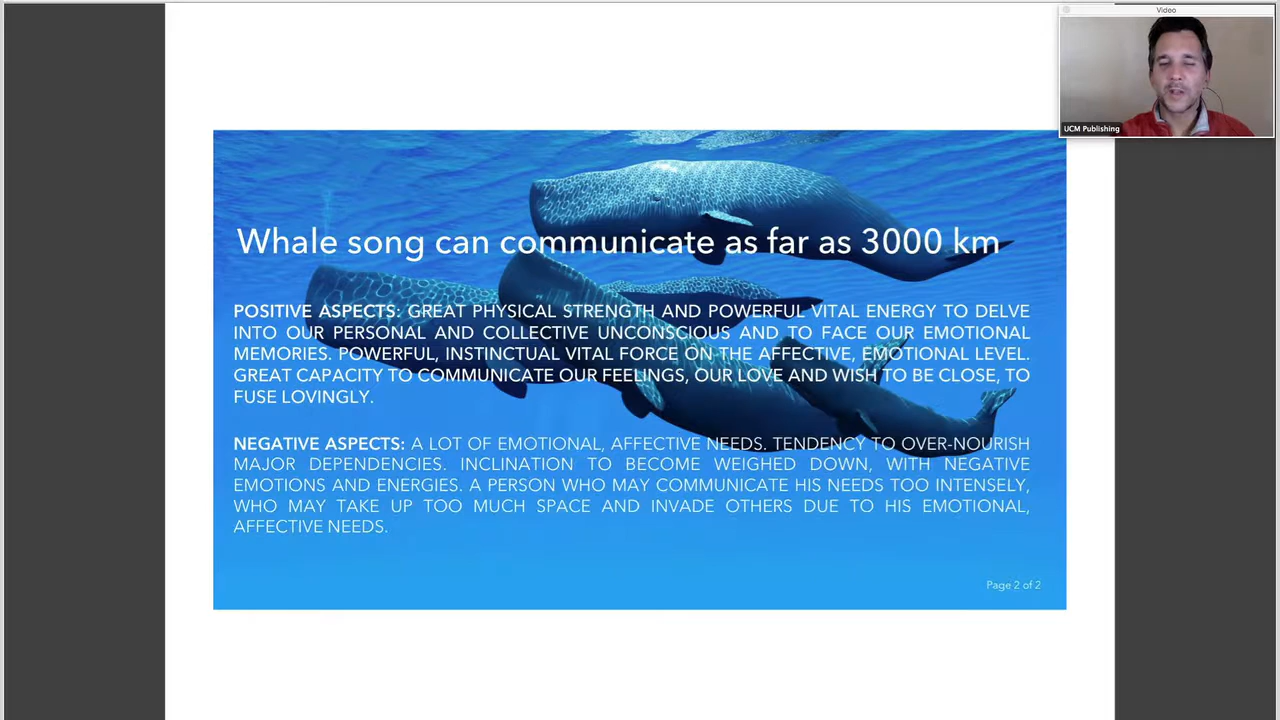 Video
UCM Publishing
Whale song can communicate as far as 3000 km
POSITIVE ASPECTS: GREAT PHYSICAL STRENGTH AND POWERFUL VITAL ENERGY TO DELVE
INTO OUR PERSONAL AND COLLECTIVE UNCONSCIOUS AND TO FACE OUR EMOTIONAL
MEMORIES. POWERFUL, INSTINCTUAL VITAL FORCE ON THE AFFECTIVE, EMOTIONAL LEVEL.
GREAT CAPACITY TO COMMUNICATE OUR FEELINGS, OUR LOVE AND WISH TO BE CLOSE, TO
FUSE LOVINGLY.
NEGATIVE ASPECTS: A LOT OF EMOTIONAL, AFFECTIVE NEEDS. TENDENCY TO OVER-NOURISH
MAJOR DEPENDENCIES. INCLINATION TO BECOME WEIGHED DOWN, WITH NEGATIVE
EMOTIONS AND ENERGIES. A PERSON WHO MAY COMMUNICATE HIS NEEDS TOO INTENSELY,
WHO MAY TAKE UP TOO MUCH SPACE AND INVADE OTHERS DUE TO HIS EMOTIONAL,
AFFECTIVE NEEDS.
Page 2 of 2